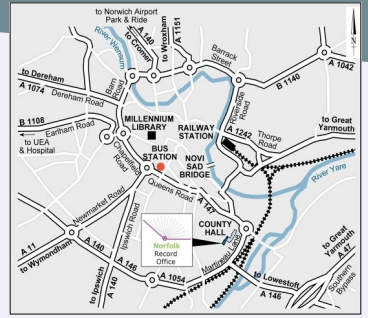 to Norwich Airport
Park & Ride
A 140
to Cromer
to Wroxham
A 1151
River Wensum
Barrack
Street
A 1042
N
to Dereham
A 1074
Dereham Road
Barn
Road
B 1140
Riverside
Road
B 1108
Earlham Road
to UEA
& Hospital
MILLENNIUM
LIBRARY
RAILWAY
STATION
A 1242
Thorpe
Road
to Great
Yarmouth
Chapelfield
Road
BUS
STATION
NOVI
SAD
BRIDGE
River Yare
Newmarket Road
Queens Road
A 147
Ipswich Road
COUNTY
HALL
Norfolk
Record
Office
Martineau Lane
A 11
to Wymondham
A 140
A 146
A 1054
to Ipswich
A 140
to Lowestoft
A 146
to Great
Yarmouth
A 47
Southern
Bypass